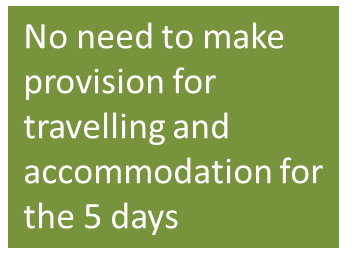 No need to make
provision for
travelling and
accommodation for
the 5 days